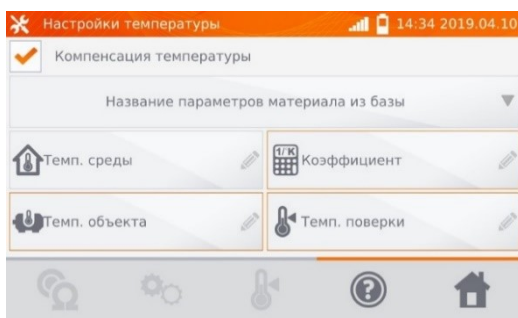 Настройки температуры 14:34 2019.04.10
Компенсация температуры
Название параметров материала из базы
Темп. среды 1/K Коэффициент
Темп. объекта Темп. поверки